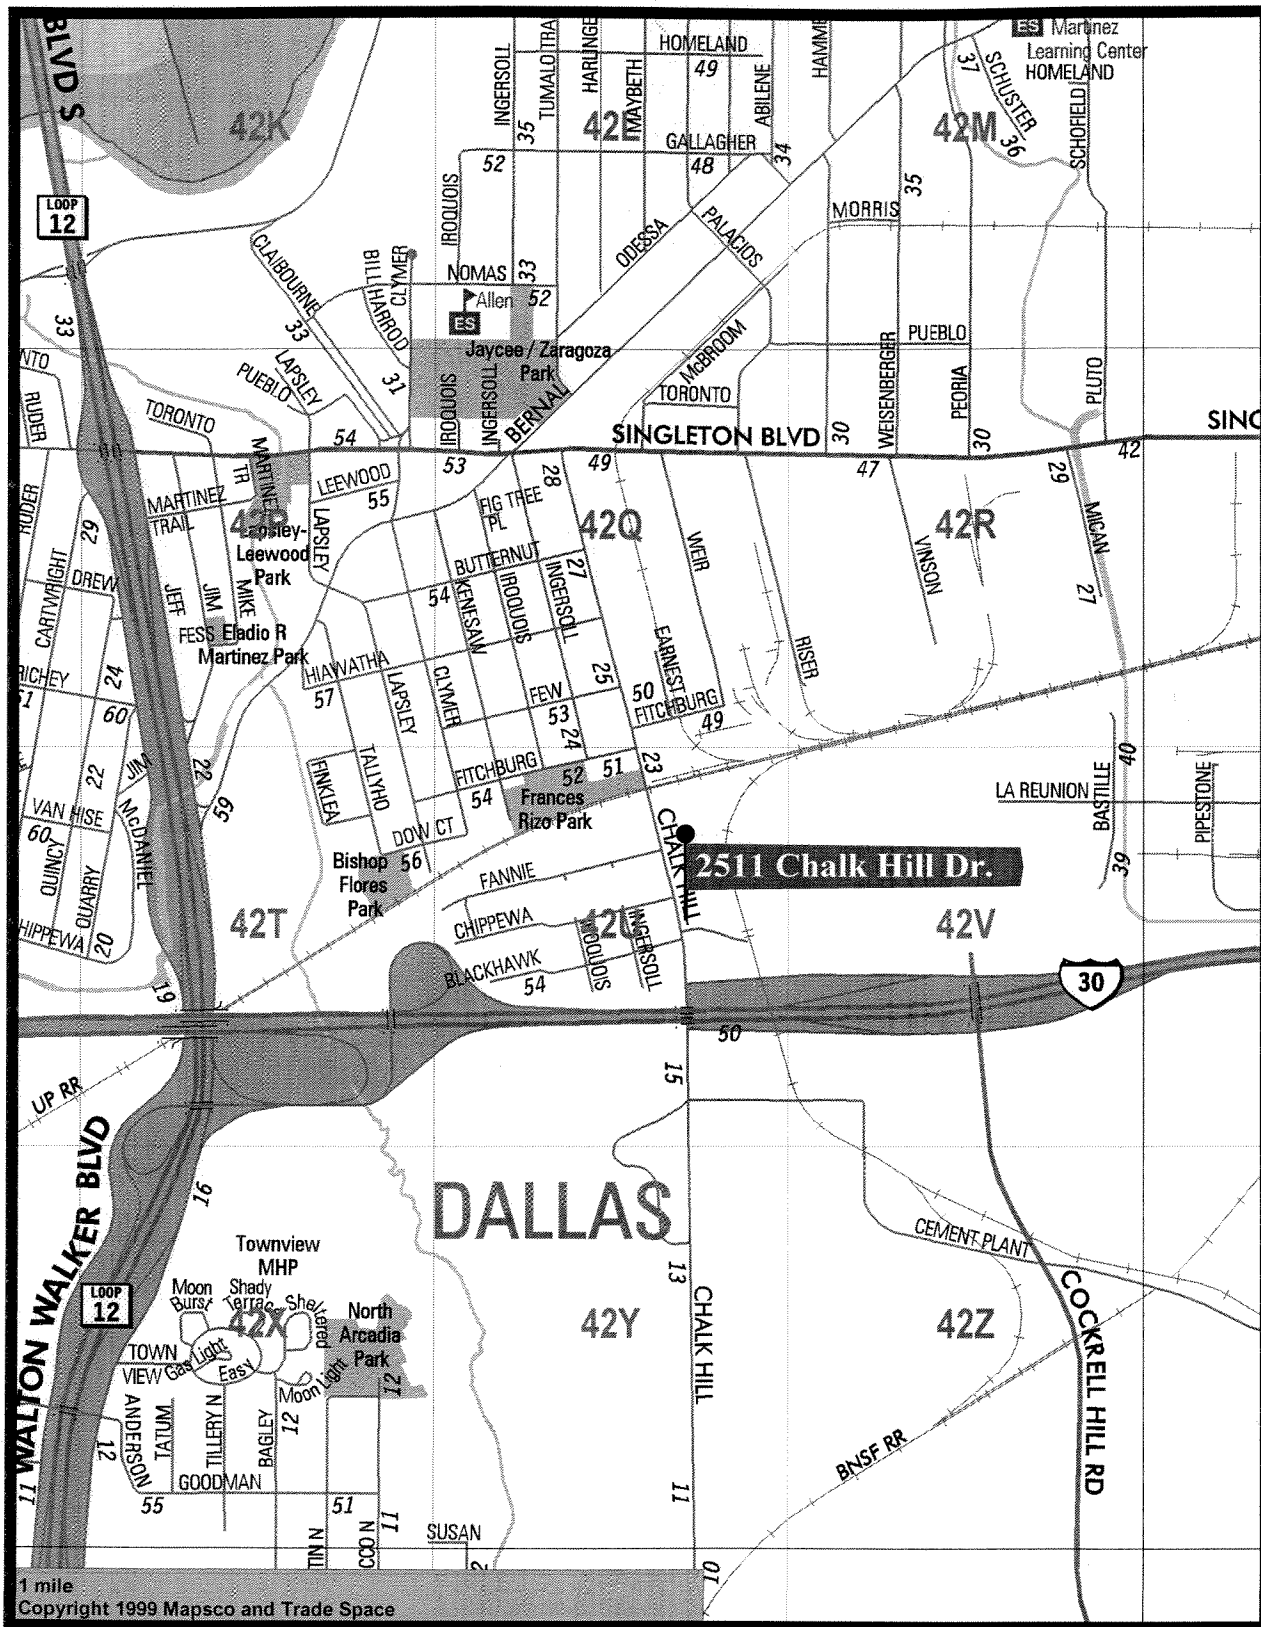 BLVD S
INGERSOLL
TUMALO TRA
HARLINGE
MAYBETH
HOMELAND
49
ABILENE
HAMM
ES Martinez
Learning Center
HOMELAND
37
SCHUSTER
36
SCHOFIELD
42K
35
42L
GALLAGHER
48
34
42M
52
35
LOOP
12
IROQUOIS
MORRIS
ODESSA
PALACIOS
CLAIBOURNE
BILL HARROD
CLYMER
NOMAS
33
52
Allen
ES
33
33
Jaycee / Zaragoza
Park
McBROOM
PUEBLO
NTO
LAPSLEY
PUEBLO
31
IROQUOIS
INGERSOLL
BERNAL
TORONTO
WEISENBERGER
PEORIA
PLUTO
RUDER
TORONTO
54
SINGLETON BLVD
30
30
SING
42
53
49
47
29
MARTINEZ
TR
LEEWOOD
55
28
RUDER
MARTINEZ
TRAIL
FIG TREE
PL
42P
42Q
42R
Lapsley-
Leewood
Park
LAPSLEY
29
WEIR
VINSON
MICAN
27
CARTWRIGHT
DREW
JEFF
JIM
MIKE
BUTTERNUT
54
KENESAW
IROQUOIS
INGERSOLL
27
FESS
Eladio R
Martinez Park
EARNEST
RISER
RICHEY
51
24
60
HIAWATHA
57
LAPSLEY
CLYMER
FEW
53
25
50
FITCHBURG
49
24
22
JIM
22
59
FINKLEA
TALLYHO
FITCHBURG
54
52
51
23
40
BASTILLE
LA REUNION
PIPESTONE
VAN HISE
60
McDANIEL
Frances
Rizo Park
DOW CT
56
CHALK HILL
2511 Chalk Hill Dr.
39
QUINCY
QUARRY
Bishop
Flores
Park
FANNIE
CHIPPEWA
42T
42U
42V
IROQUOIS
INGERSOLL
HIPPEWA
20
BLACKHAWK
54
19
30
50
UP RR
15
WALTON WALKER BLVD
16
DALLAS
CEMENT PLANT
Townview
MHP
13
LOOP
12
Moon
Burst
Shady
Terrace
Sheltered
42X
North
Arcadia
Park
42Y
CHALK HILL
42Z
COCKRELL HILL RD
TOWN
VIEW
Gas Light
Easy
Moon Light
12
ANDERSON
TATUM
TILLERY N
BAGLEY
12
12
BNSF RR
GOODMAN
55
51
11
11
11
TIN N
CCO N
SUSAN
2
10
1 mile
Copyright 1999 Mapsco and Trade Space